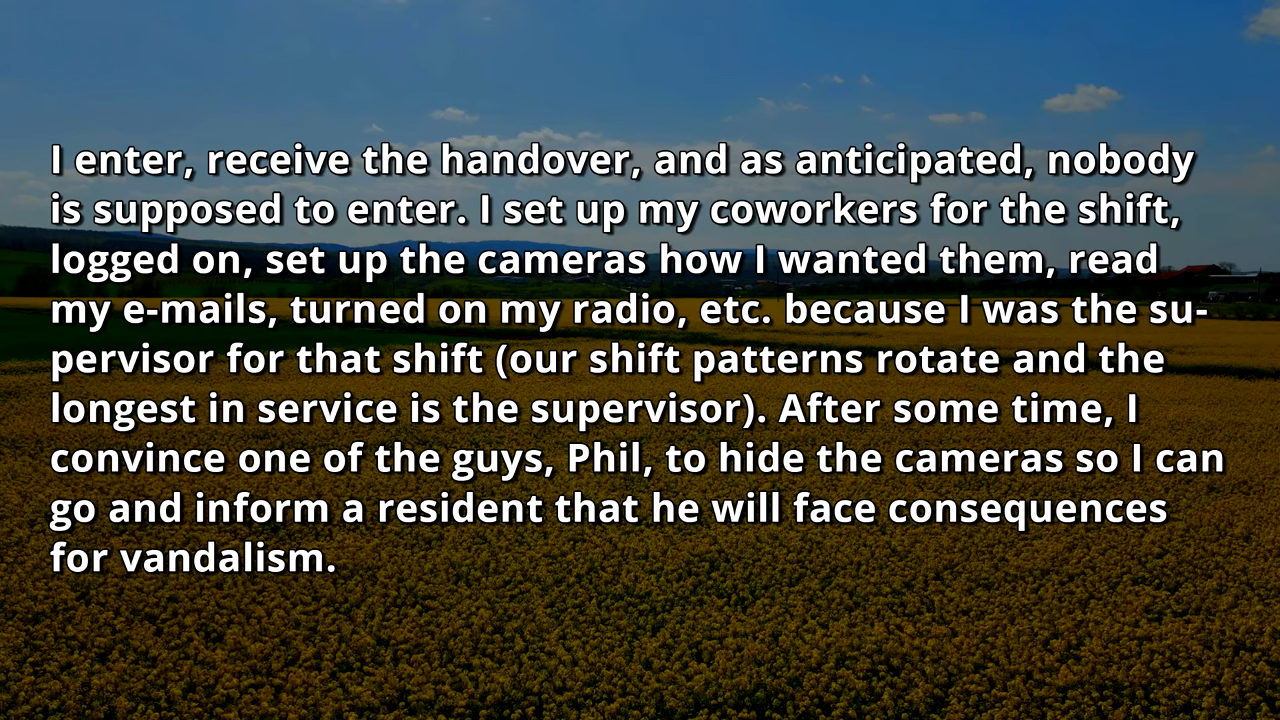 I enter, receive the handover, and as anticipated, nobody
is supposed to enter. I set up my coworkers for the shift,
logged on, set up the cameras how I wanted them, read
my e-mails, turned on my radio, etc. because I was the su-
pervisor for that shift (our shift patterns rotate and the
longest in service is the supervisor). After some time, I
convince one of the guys, Phil, to hide the cameras so I can
go and inform a resident that he will face consequences
for vandalism.